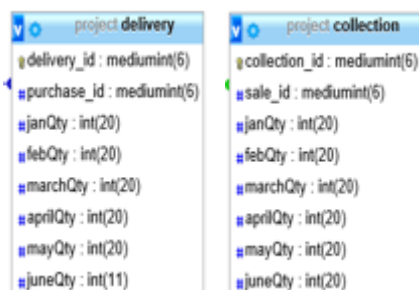 project delivery
delivery_id : mediumint(6)
purchase_id : mediumint(6)
janQty : int(20)
febQty : int(20)
marchQty : int(20)
aprilQty : int(20)
mayQty : int(20)
juneQty : int(11)
project collection
collection_id : mediumint(6)
sale_id : mediumint(6)
janQty : int(20)
febQty : int(20)
marchQty : int(20)
aprilQty : int(20)
mayQty : int(20)
juneQty : int(20)